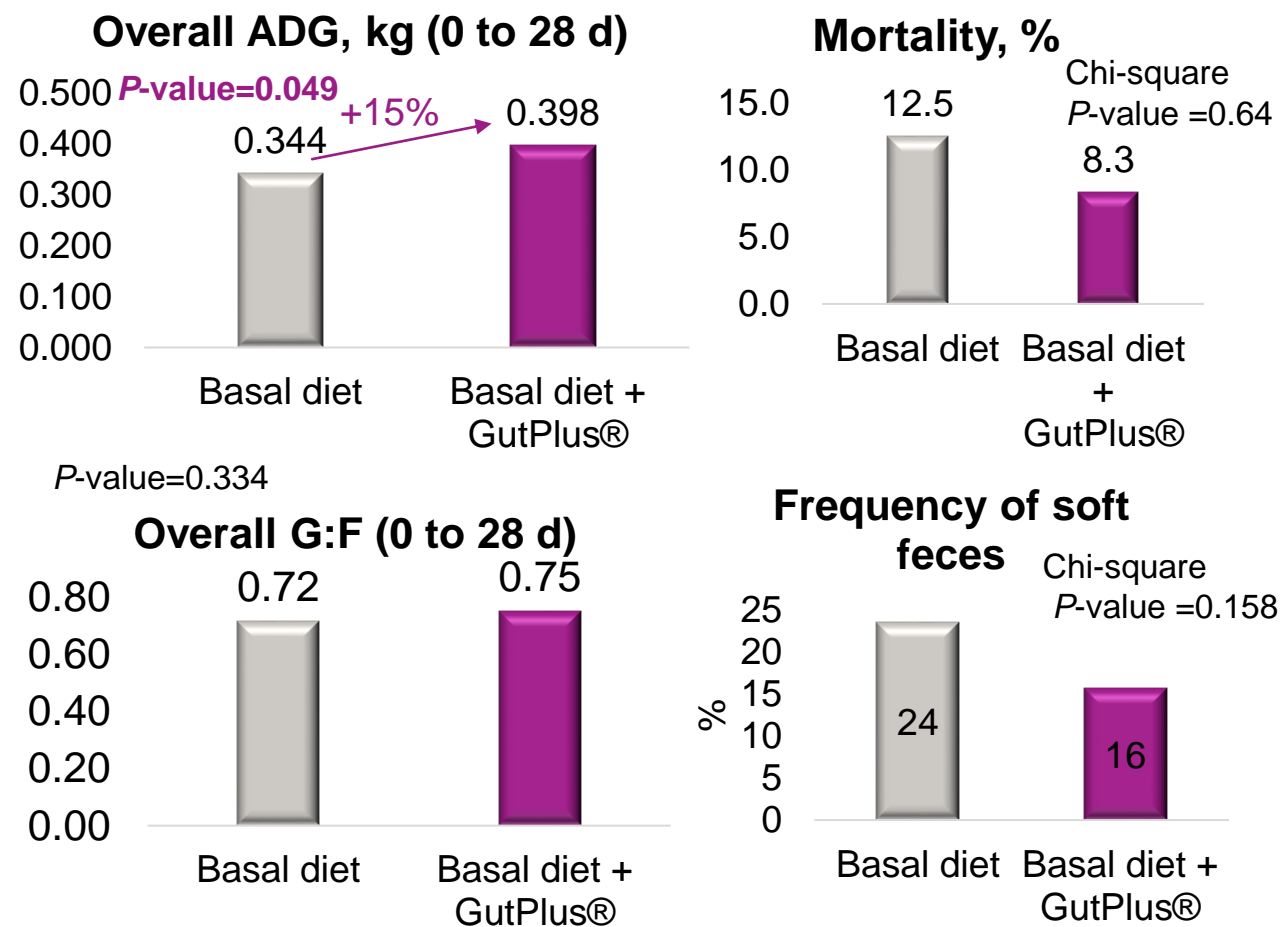 Overall ADG, kg (0 to 28 d)
P-value=0.049
+15%
0.500
0.400
0.300
0.200
0.100
0.000
0.344
0.398
Basal diet
Basal diet +
GutPlus®
Mortality, %
Chi-square
P-value =0.64
15.0
10.0
5.0
0.0
12.5
8.3
Basal diet
Basal diet
+
GutPlus®
P-value=0.334
Overall G:F (0 to 28 d)
0.80
0.60
0.40
0.20
0.00
0.72
0.75
Basal diet
Basal diet +
GutPlus®
Frequency of soft
feces
Chi-square
P-value =0.158
%
25
20
15
10
5
0
24
16
Basal diet
Basal diet +
GutPlus®